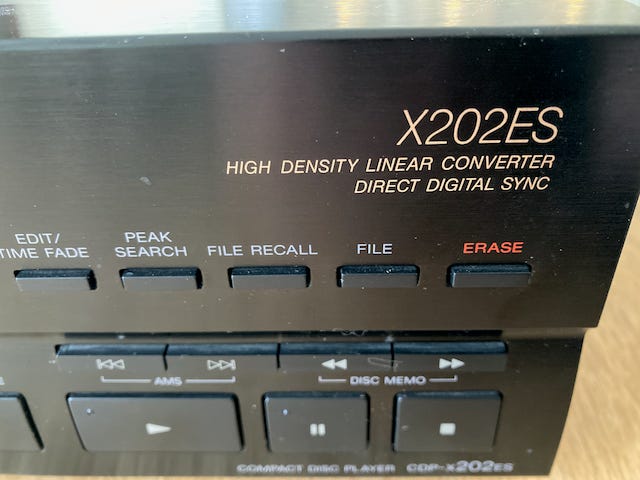 X202ES
HIGH DENSITY LINEAR CONVERTER
DIRECT DIGITAL SYNC
EDIT/
TIME FADE
PEAK
SEARCH
FILE RECALL
FILE
ERASE
AMS
DISC MEMO
COMPACT DISC PLAYER CDP-X202ES